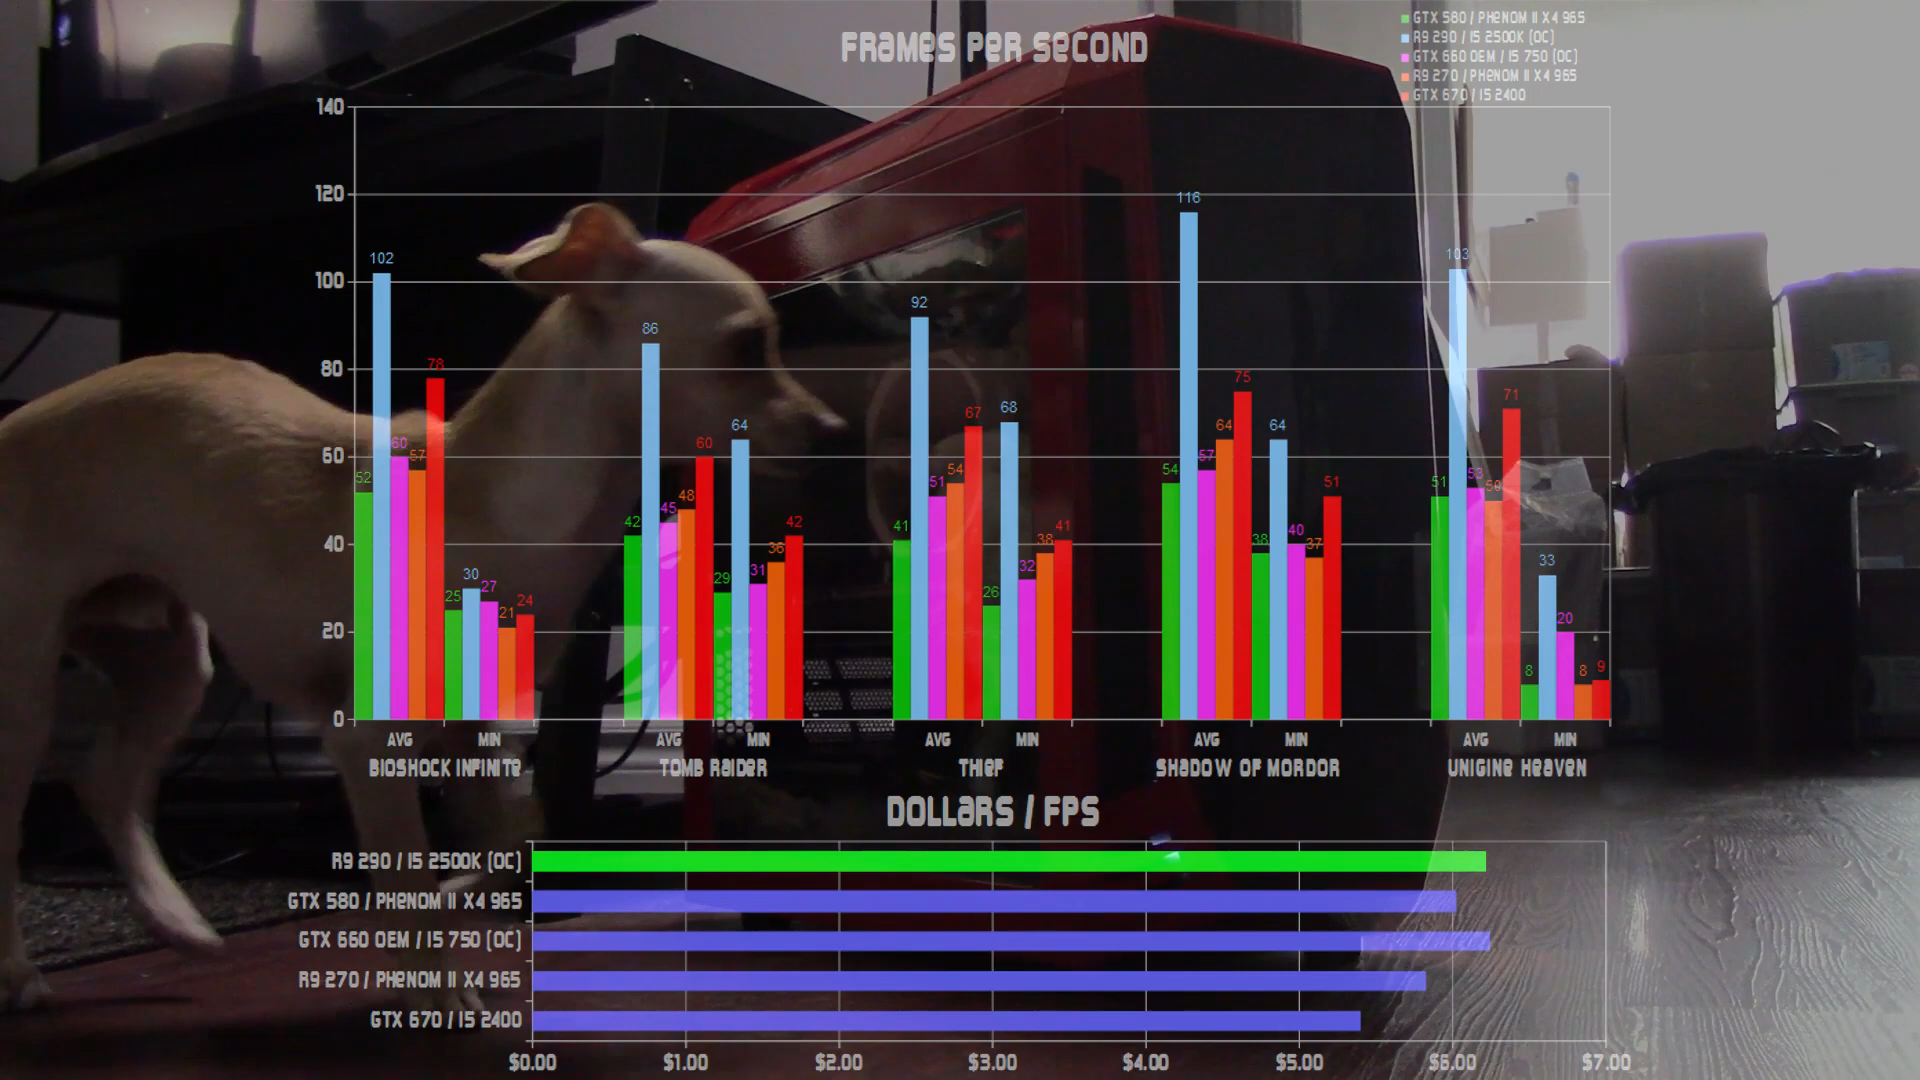 FRAMES PER SECOND
GTX 580 / PHENOM II X4 965
R9 290 / I5 2500K (OC)
GTX 660 OEM / I5 750 (OC)
R9 270 / PHENOM II X4 965
GTX 670 / I5 2400
140
120
100
80
60
40
20
0
52 102 60 57 78 25 30 27 21 24
42 86 45 48 60 29 64 31 36 42
41 92 51 54 67 26 68 32 38 41
54 116 57 64 75 38 64 40 37 51
51 103 53 50 71 8 33 20 8 9
AVG MIN AVG MIN AVG MIN AVG MIN AVG MIN
BIOSHOCK INFINITE TOMB RAIDER THIEF SHADOW OF MORDOR UNIGINE HEAVEN
DOLLARS / FPS
R9 290 / I5 2500K (OC)
GTX 580 / PHENOM II X4 965
GTX 660 OEM / I5 750 (OC)
R9 270 / PHENOM II X4 965
GTX 670 / I5 2400
$0.00 $1.00 $2.00 $3.00 $4.00 $5.00 $6.00 $7.00